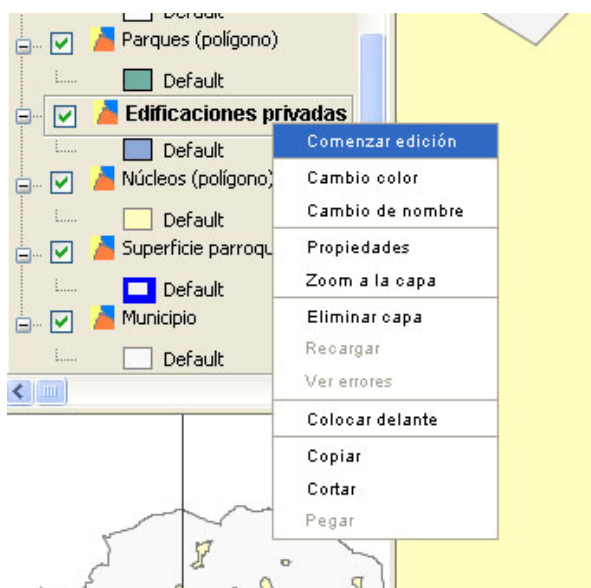 Default
Parques (polígono)
Default
Edificaciones privadas
Default
Núcleos (polígono)
Default
Superficie parroqu
Default
Municipio
Default
Comenzar edición
Cambio color
Cambio de nombre
Propiedades
Zoom a la capa
Eliminar capa
Recargar
Ver errores
Colocar delante
Copiar
Cortar
Pegar